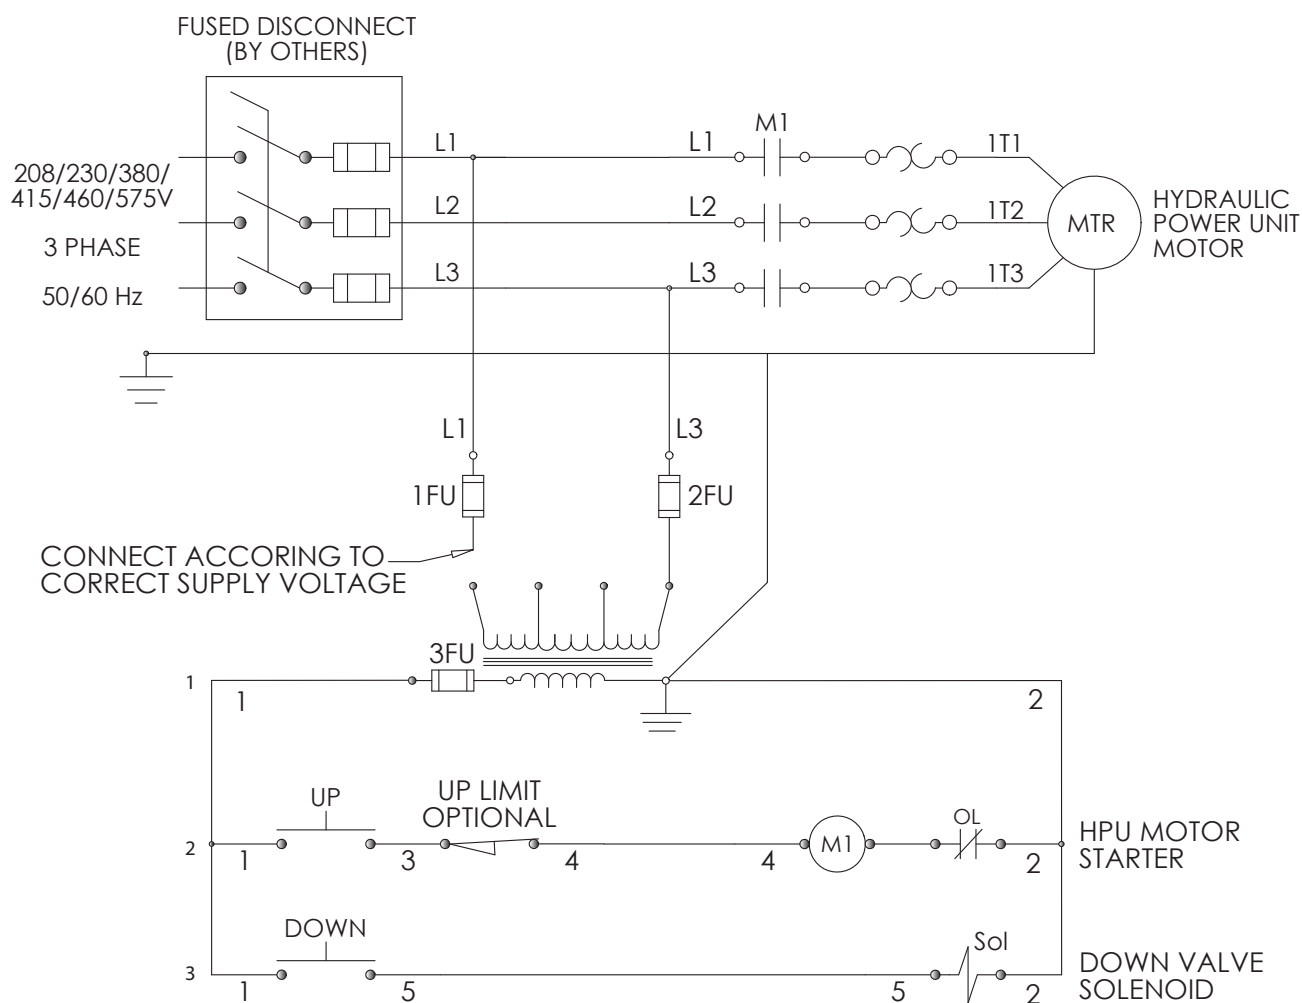 FUSED DISCONNECT
(BY OTHERS)
208/230/380/
415/460/575V
3 PHASE
50/60 Hz
L1
L2
L3
L1
L2
L3
M1
1T1
1T2
1T3
MTR
HYDRAULIC
POWER UNIT
MOTOR
L1
L3
1FU
2FU
CONNECT ACCORING TO
CORRECT SUPPLY VOLTAGE
3FU
1
1
2
UP
UP LIMIT
OPTIONAL
OL
2
1
3
4
4
M1
2
HPU MOTOR
STARTER
DOWN
Sol
3
1
5
5
2
DOWN VALVE
SOLENOID